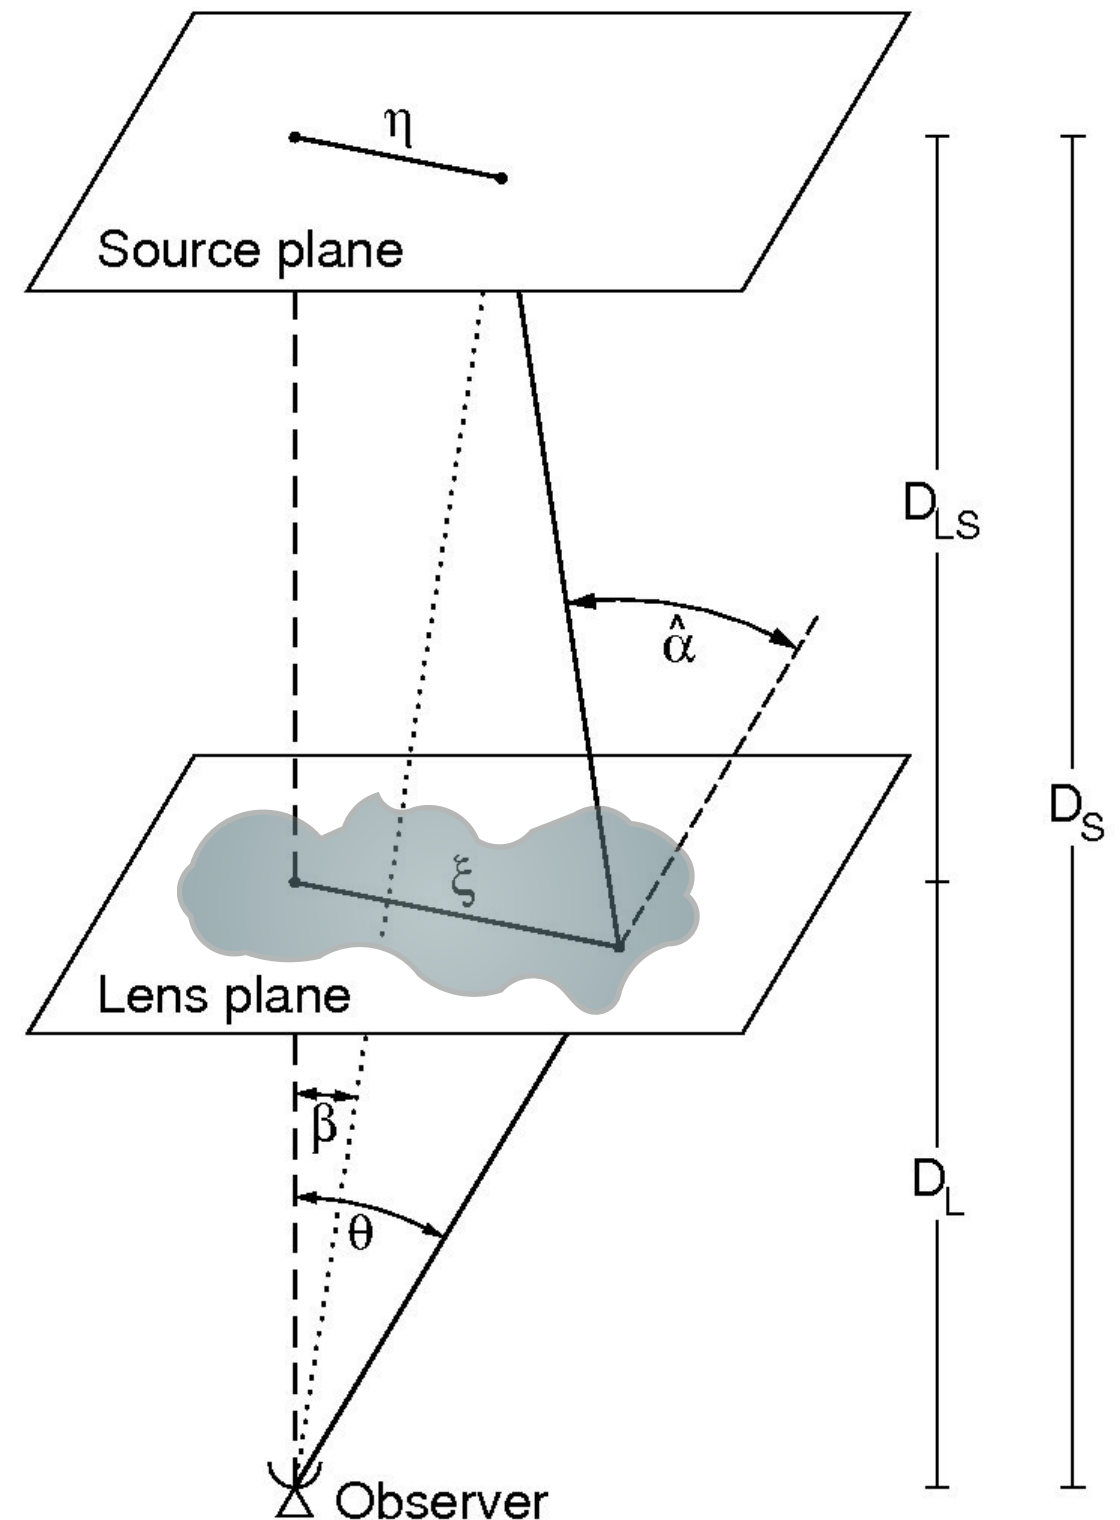 η
Source plane
D_LS
α̂
D_S
ξ
Lens plane
β
D_L
θ
Observer